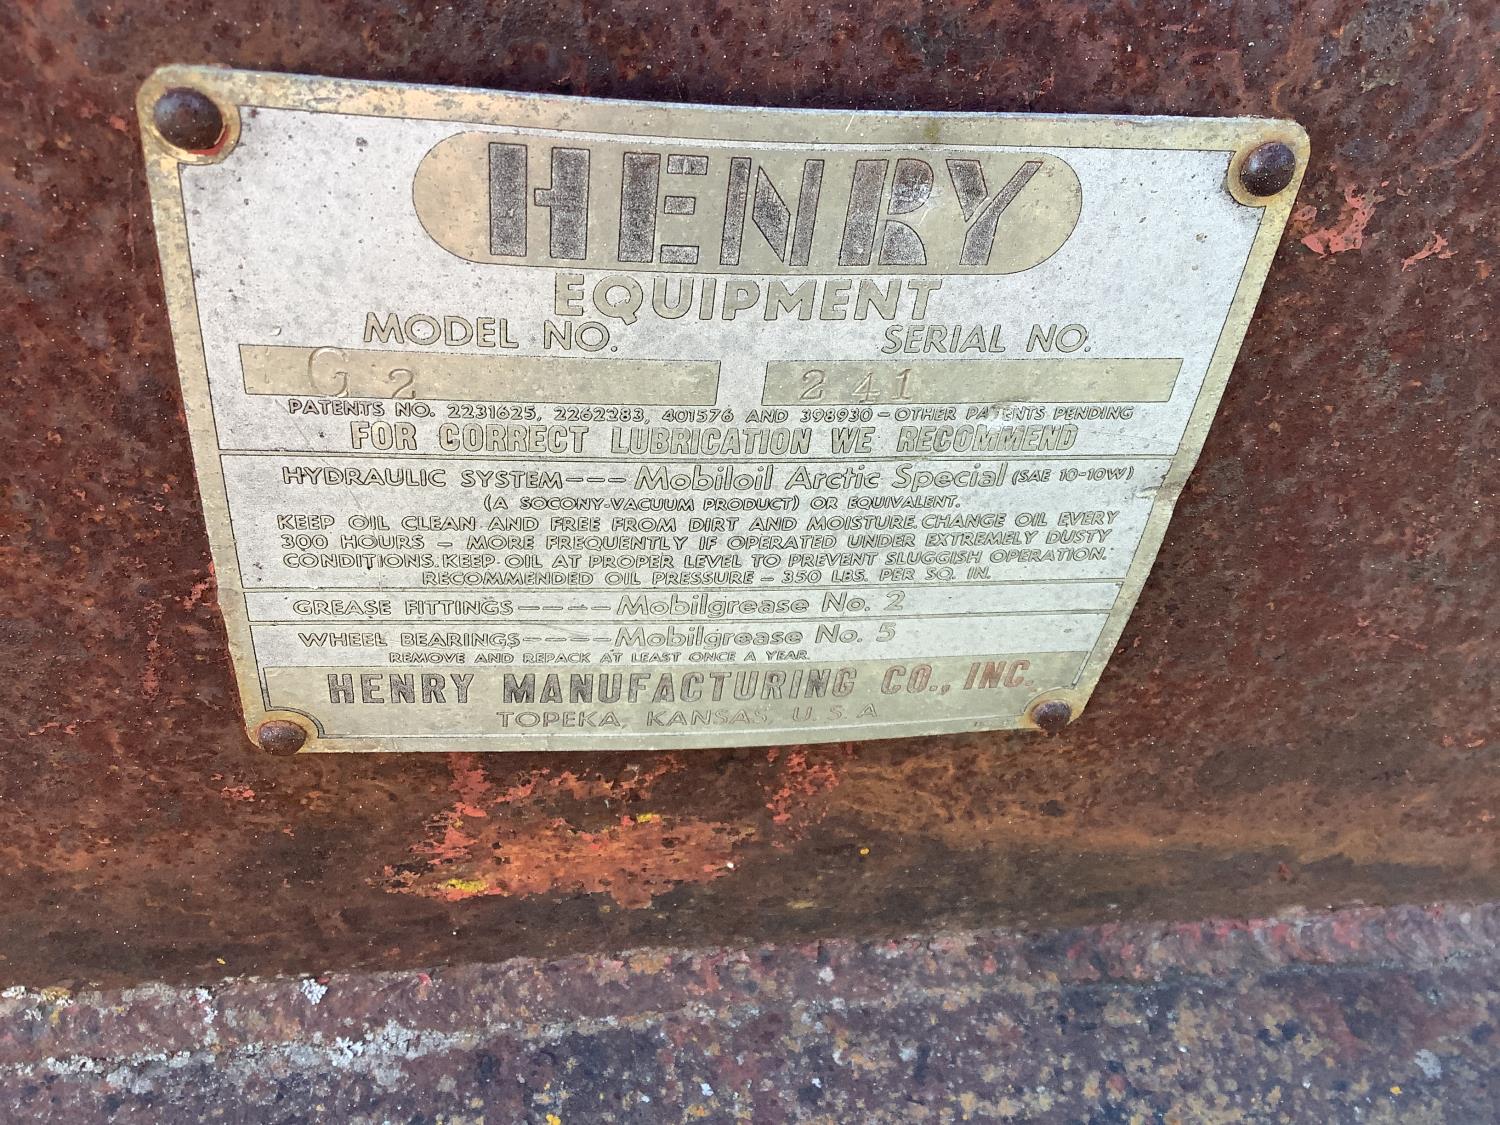 HENRY
EQUIPMENT
MODEL NO. SERIAL NO.
G 2 241
PATENTS NO. 2231625, 2262283, 401576 AND 398930 – OTHER PATENTS PENDING
FOR CORRECT LUBRICATION WE RECOMMEND
HYDRAULIC SYSTEM --- Mobiloil Arctic Special (SAE 10-10W)
(A SOCONY-VACUUM PRODUCT) OR EQUIVALENT.
KEEP OIL CLEAN AND FREE FROM DIRT AND MOISTURE. CHANGE OIL EVERY
300 HOURS – MORE FREQUENTLY IF OPERATED UNDER EXTREMELY DUSTY
CONDITIONS. KEEP OIL AT PROPER LEVEL TO PREVENT SLUGGISH OPERATION.
RECOMMENDED OIL PRESSURE – 350 LBS. PER SQ. IN.
GREASE FITTINGS ---- Mobilgrease No. 2
WHEEL BEARINGS ---- Mobilgrease No. 5
REMOVE AND REPACK AT LEAST ONCE A YEAR.
HENRY MANUFACTURING CO., INC.
TOPEKA, KANSAS, U. S. A